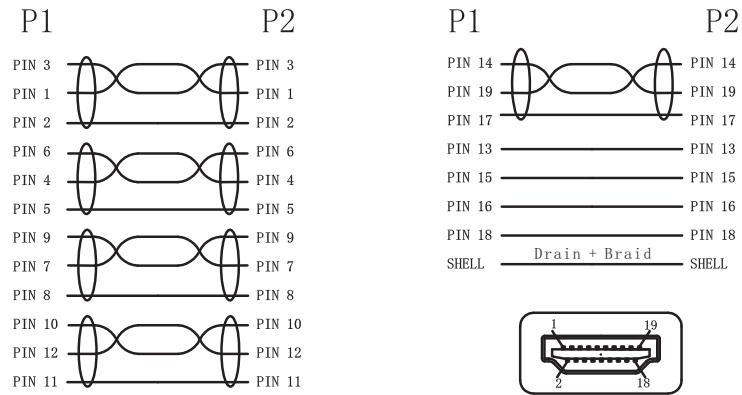 P1 P2
PIN 3 PIN 3
PIN 1 PIN 1
PIN 2 PIN 2
PIN 6 PIN 6
PIN 4 PIN 4
PIN 5 PIN 5
PIN 9 PIN 9
PIN 7 PIN 7
PIN 8 PIN 8
PIN 10 PIN 10
PIN 12 PIN 12
PIN 11 PIN 11
P1 P2
PIN 14 PIN 14
PIN 19 PIN 19
PIN 17 PIN 17
PIN 13 PIN 13
PIN 15 PIN 15
PIN 16 PIN 16
PIN 18 PIN 18
SHELL Drain + Braid SHELL
1 19
2 18